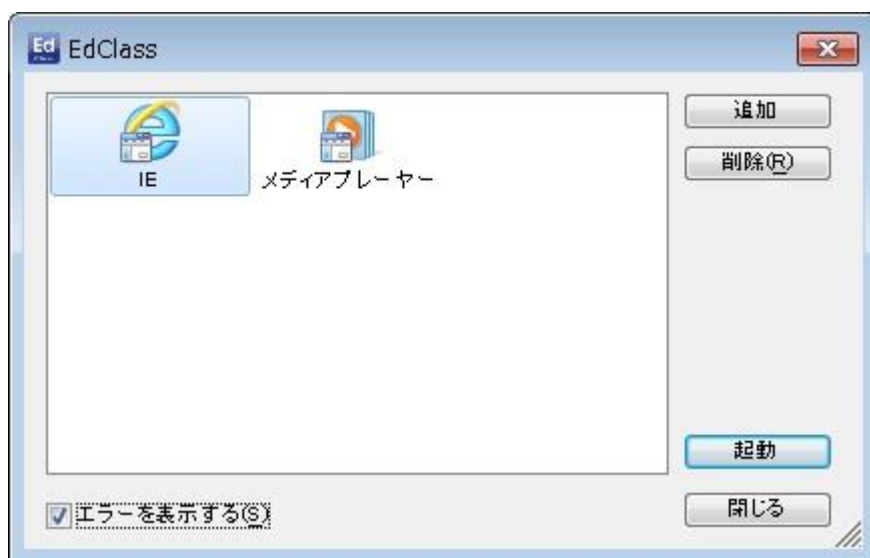 Ed EdClass
IE
メディアプレーヤー
追加
削除(R)
起動
閉じる
エラーを表示する(S)